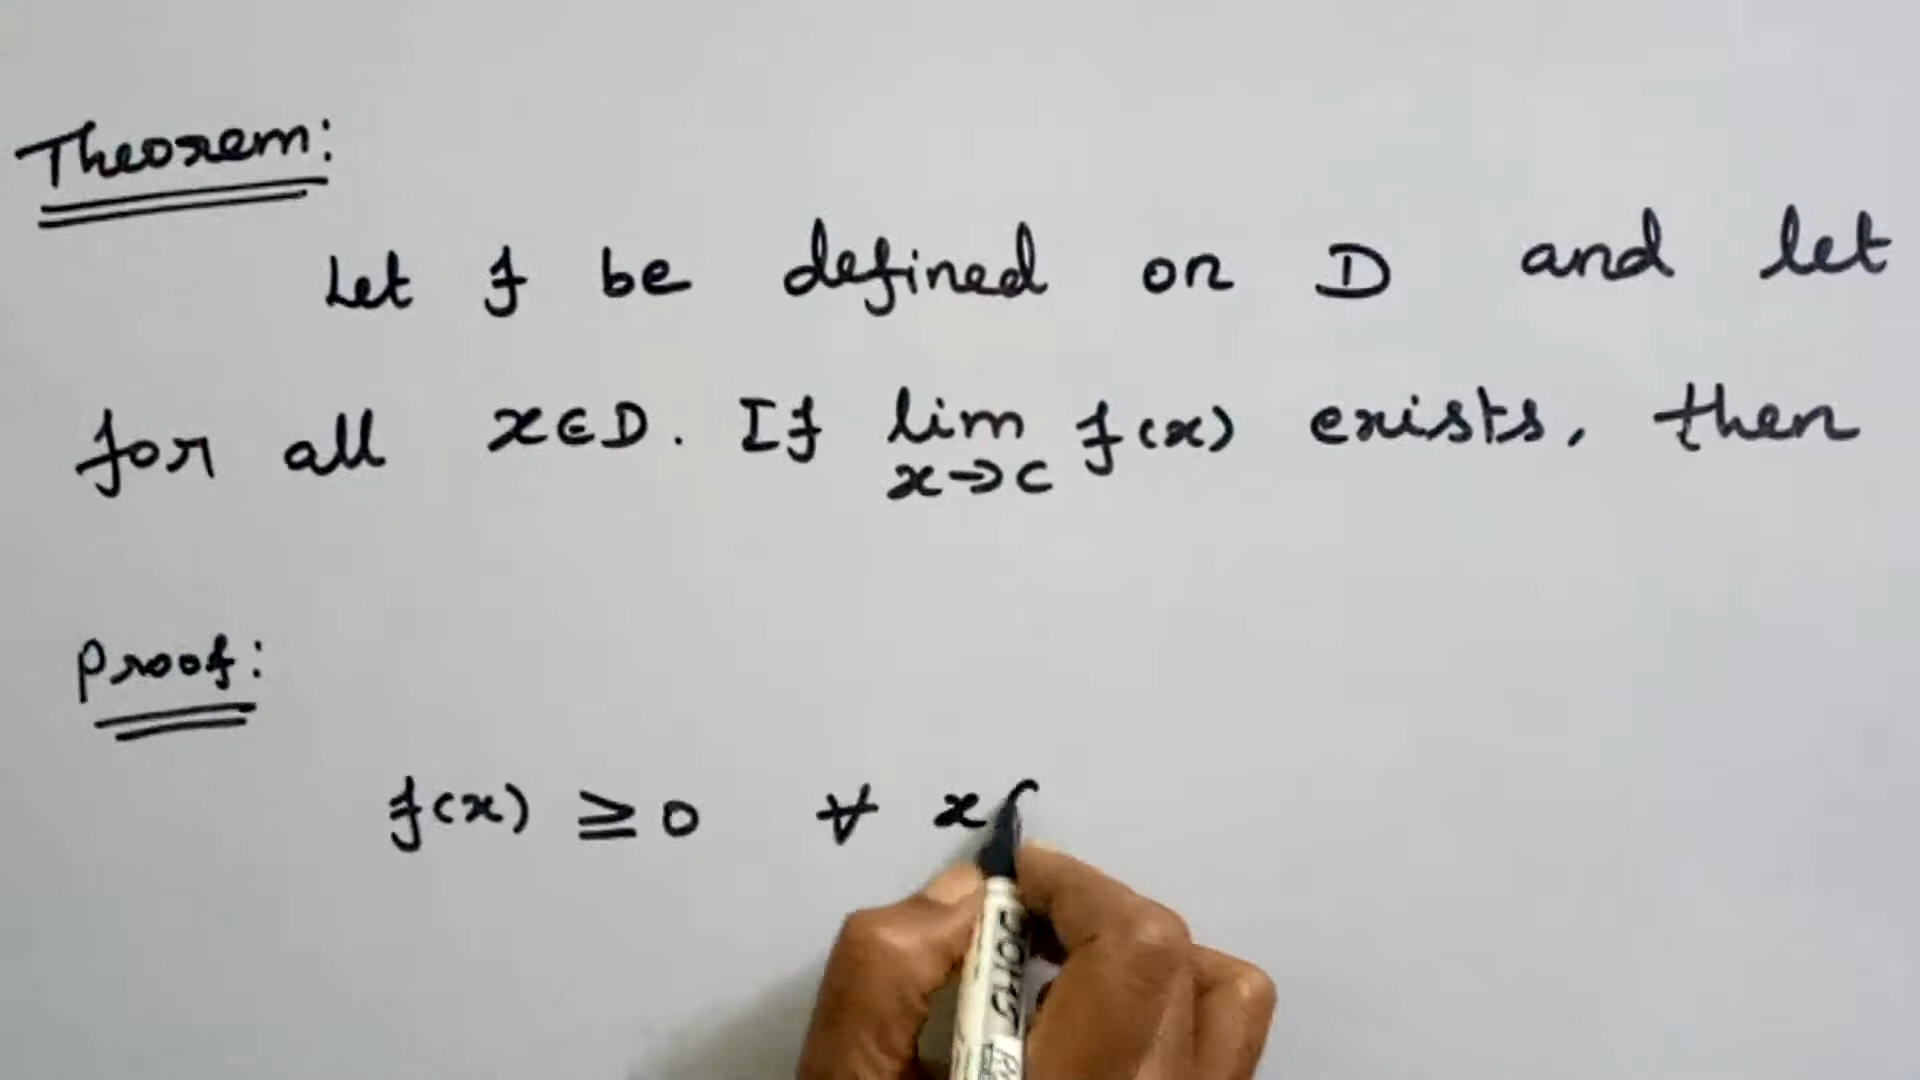 Theorem:
Let f be defined on D and let
for all x∈D. If lim f(x) exists, then
x→c
Proof:
f(x) ≥ 0 ∀ x